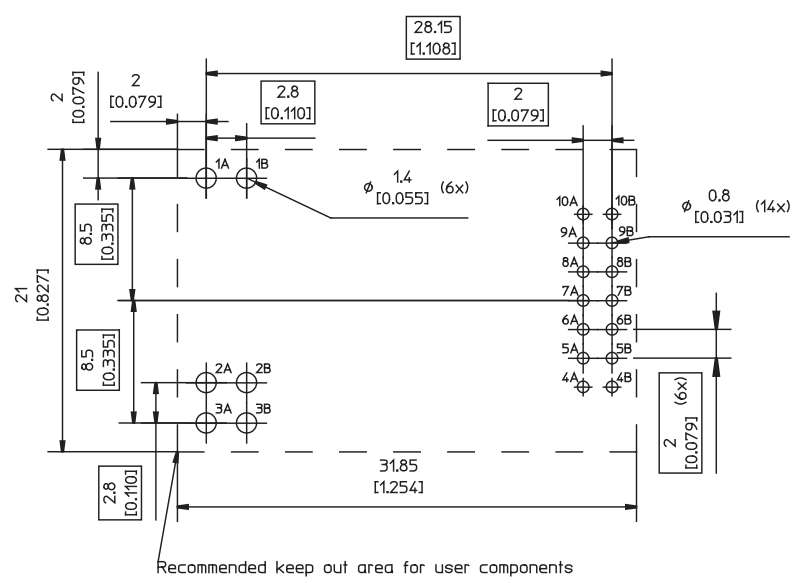 28.15
[1.108]
2
[0.079]
2
[0.079]
2.8
[0.110]
2
[0.079]
1A
1B
ø 1.4 (6x)
[0.055]
ø 0.8 (14x)
[0.031]
10A
10B
9A
9B
8A
8B
7A
7B
6A
6B
5A
5B
4A
4B
8.5
[0.335]
21
[0.827]
8.5
[0.335]
2A
2B
3A
3B
2 (6x)
[0.079]
2.8
[0.110]
31.85
[1.254]
Recommended keep out area for user components